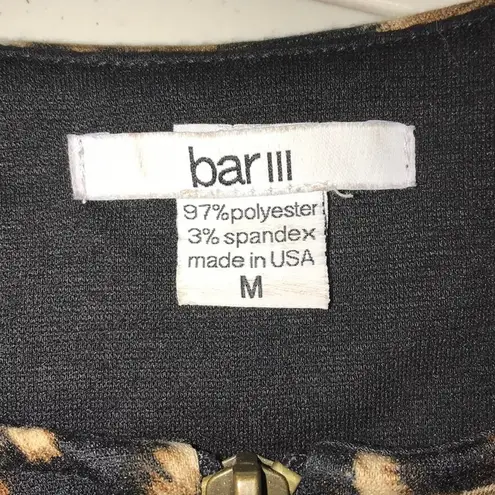 bar III
97% polyester
3% spandex
made in USA
M